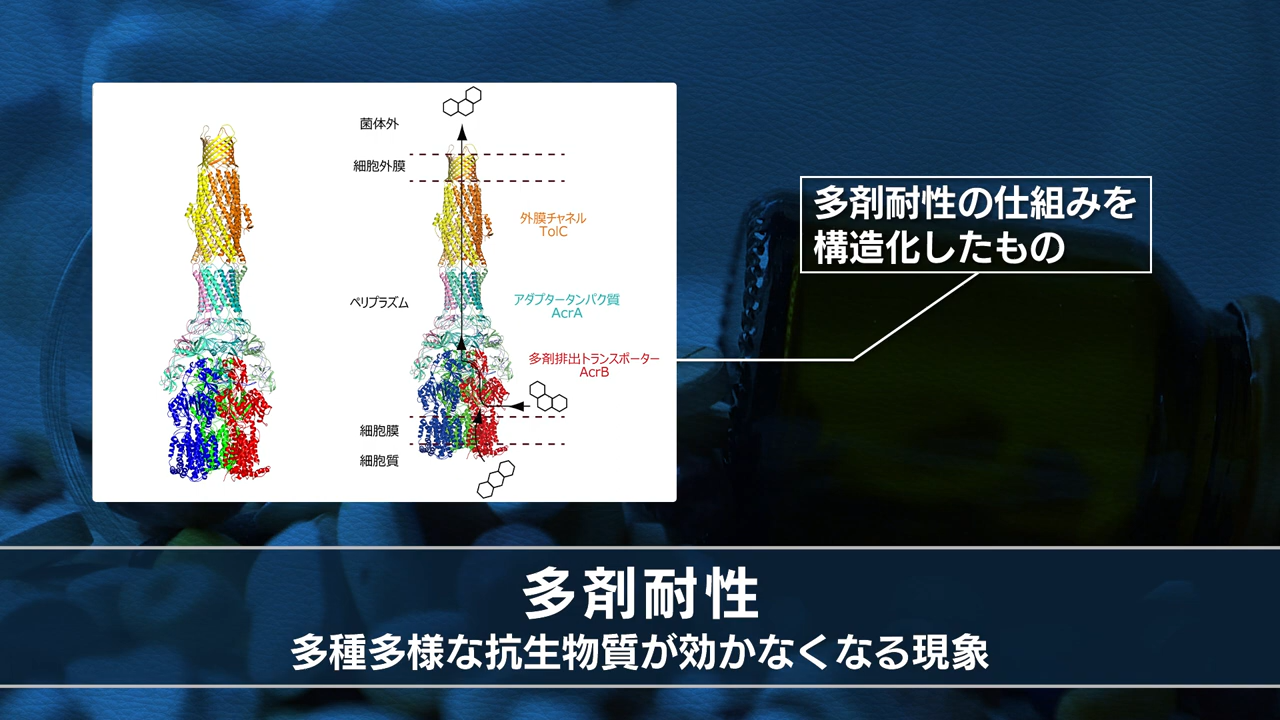 菌体外
細胞外膜
外膜チャネル
TolC
ペリプラズム
アダプタータンパク質
AcrA
多剤排出トランスポーター
AcrB
細胞膜
細胞質
多剤耐性の仕組みを
構造化したもの
多剤耐性
多種多様な抗生物質が効かなくなる現象